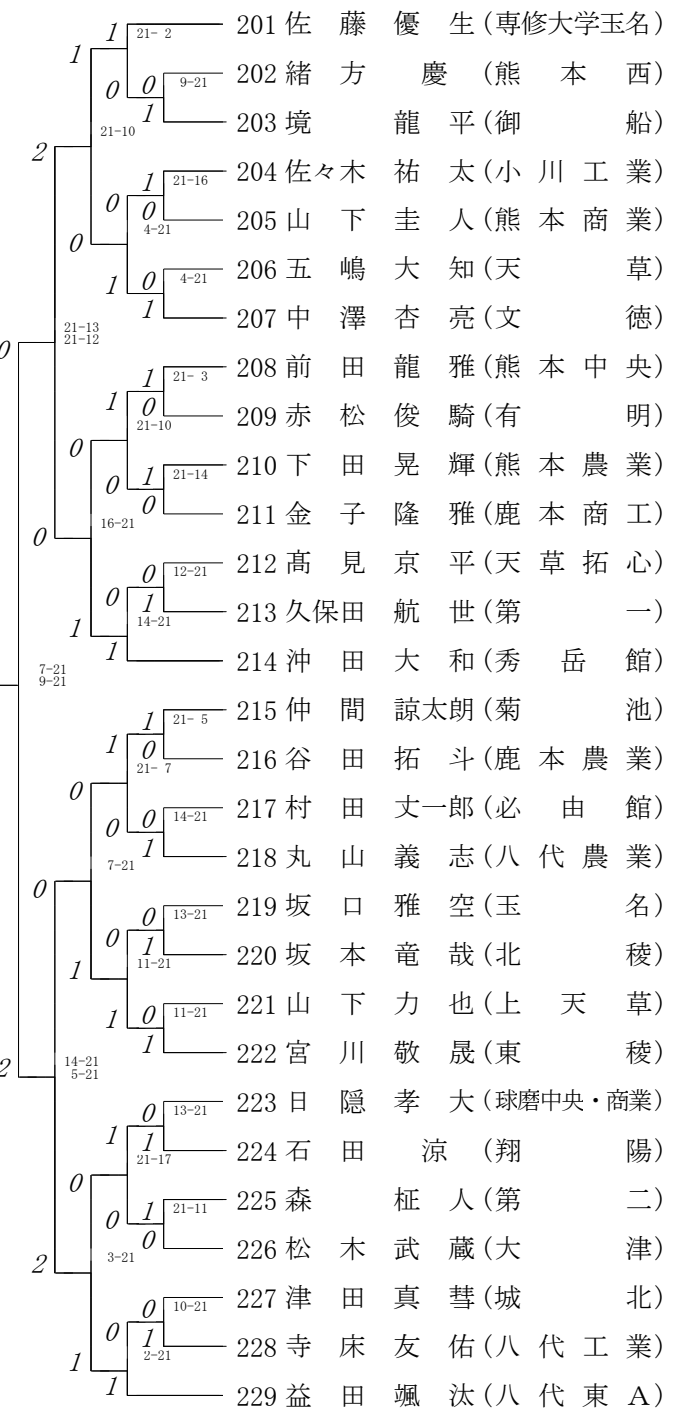 201 佐藤優生(専修大学玉名)
202 緒方慶(熊本西)
203 境龍平(御船)
204 佐々木祐太(小川工業)
205 山下圭人(熊本商業)
206 五嶋大知(天草)
207 中澤杏亮(文徳)
208 前田龍雅(熊本中央)
209 赤松俊騎(有明)
210 下田晃輝(熊本農業)
211 金子隆雅(鹿本商工)
212 髙見京平(天草拓心)
213 久保田航世(第一)
214 沖田大和(秀岳館)
215 仲間諒太朗(菊池)
216 谷田拓斗(鹿本農業)
217 村田丈一郎(必由館)
218 丸山義志(八代農業)
219 坂口雅空(玉名)
220 坂本竜哉(北稜)
221 山下力也(上天草)
222 宮川敬晟(東稜)
223 日隠孝大(球磨中央・商業)
224 石田涼(翔陽)
225 森柾人(第二)
226 松木武蔵(大津)
227 津田真彗(城北)
228 寺床友佑(八代工業)
229 益田颯汰(八代東A)
1 21- 2
1
0 0 9-21
1
21-10
2
1 21-16
0 0
4-21
0
1 0 4-21
1
21-13
21-12
0
1 21- 3
1 0
21-10
0
0 1 21-14
0
16-21
0
0 12-21
0 1
14-21
1 1
7-21
9-21
1 21- 5
1 0
21- 7
0
0 0 14-21
1
7-21
0
0 13-21
0 1
11-21
1
1 0 11-21
1
14-21
5-21
2
0 13-21
1 1
21-17
0
0 1 21-11
0
3-21
2
0 10-21
0 1
2-21
1 1